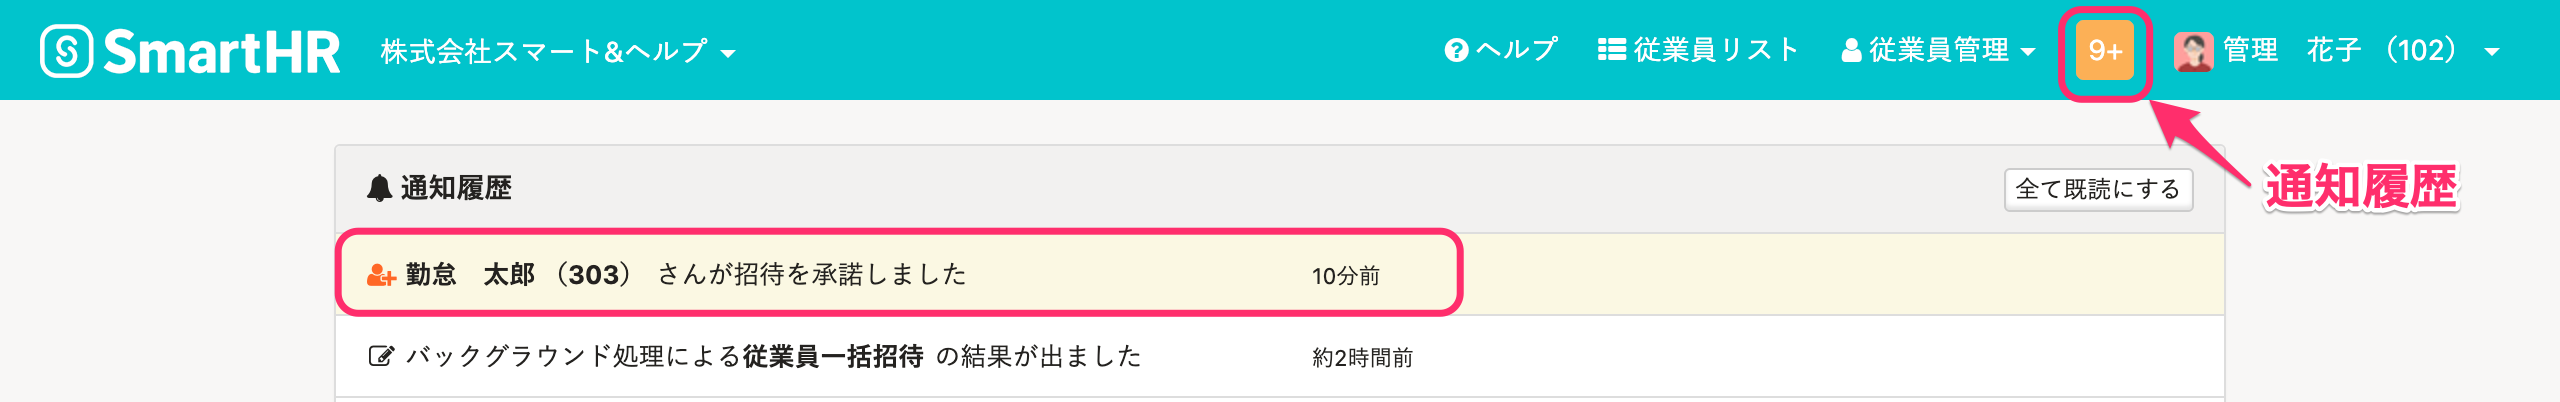 SmartHR 株式会社スマート&ヘルプ ヘルプ 従業員リスト 従業員管理 9+ 管理　花子 （102）
通知履歴 全て既読にする
通知履歴
勤怠　太郎 （303） さんが招待を承諾しました 10分前
バックグラウンド処理による従業員一括招待 の結果が出ました 約2時間前